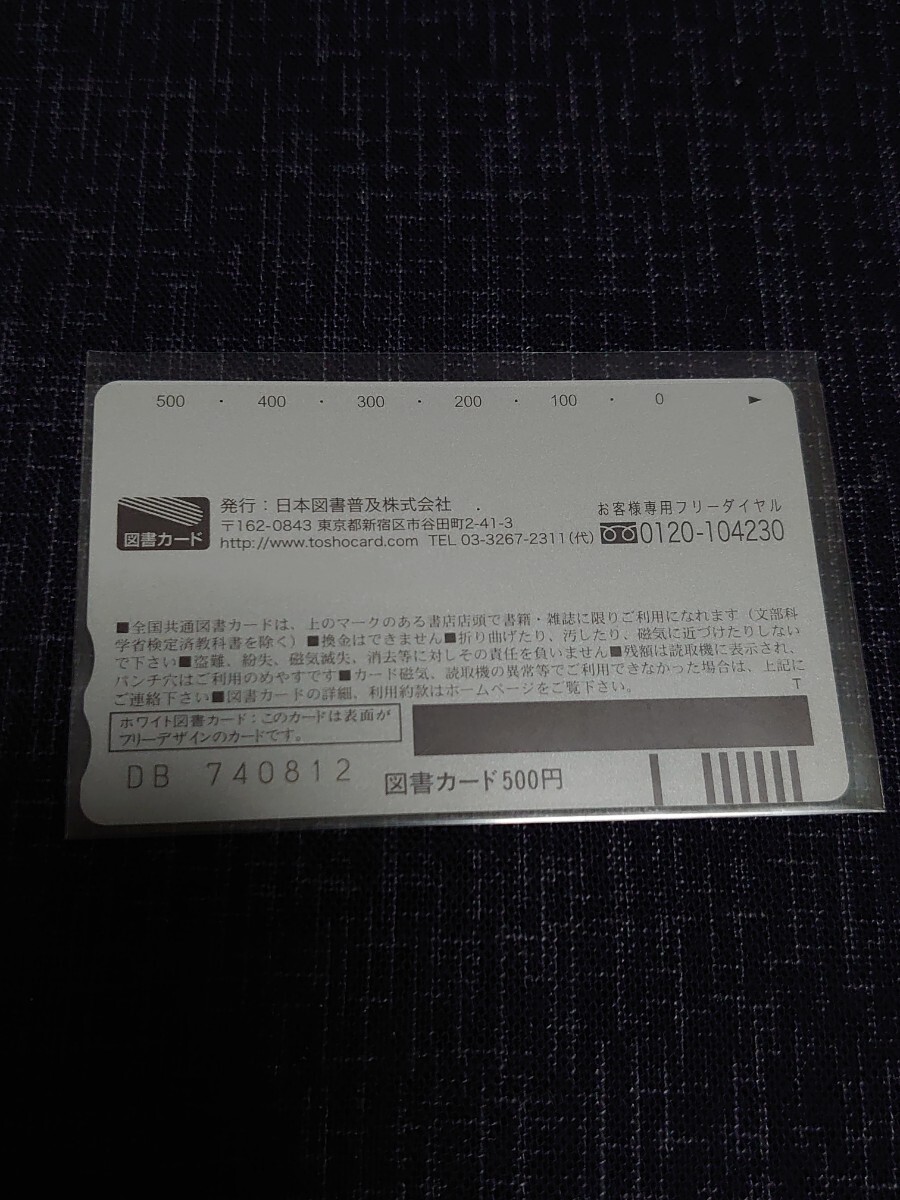 500 ・ 400 ・ 300 ・ 200 ・ 100 ・ 0 ►
図書カード
発行：日本図書普及株式会社
〒162-0843 東京都新宿区市谷田町2-41-3
http://www.toshocard.com TEL 03-3267-2311(代)
お客様専用フリーダイヤル
0120-104230
■全国共通図書カードは、上のマークのある書店店頭で書籍・雑誌に限りご利用になれます（文部科
学省検定済教科書を除く）■換金はできません■折り曲げたり、汚したり、磁気に近づけたりしない
で下さい■盗難、紛失、磁気滅失、消去等に対しその責任を負いません■残額は読取機に表示され、
パンチ穴はご利用のめやすです■カード磁気、読取機の異常等でご利用できなかった場合は、上記に
ご連絡下さい■図書カードの詳細、利用約款はホームページをご覧下さい。
T
ホワイト図書カード：このカードは表面が
フリーデザインのカードです。
DB 740812
図書カード500円